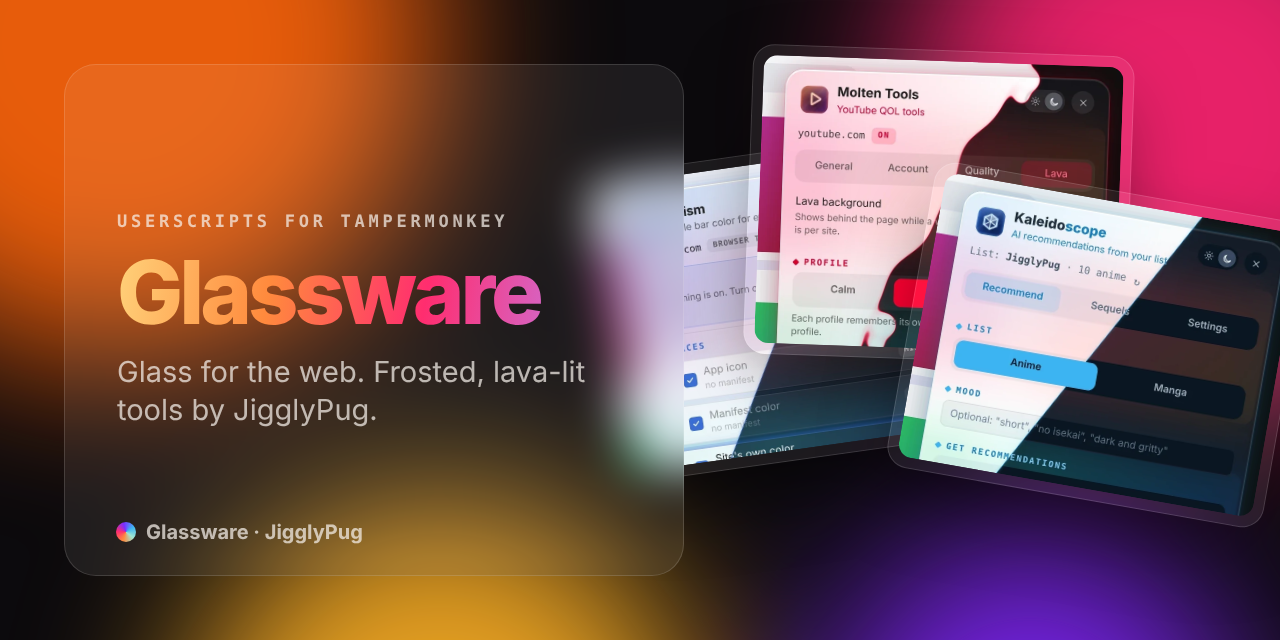 USERSCRIPTS FOR TAMPERMONKEY
Glassware
Glass for the web. Frosted, lava-lit
tools by JigglyPug.
Glassware · JigglyPug
Molten Tools
YouTube QOL tools
youtube.com ON
General Account Quality Lava
Lava background
Shows behind the page while a
is per site.
PROFILE
Calm
Each profile remembers its ow
profile.
App icon
no manifest
Manifest color
no manifest
Site's own color
Kaleidoscope
AI recommendations from your list
List: JigglyPug · 10 anime ↻
Recommend Sequels Settings
LIST
Anime Manga
MOOD
Optional: "short", "no isekai", "dark and gritty"
GET RECOMMENDATIONS